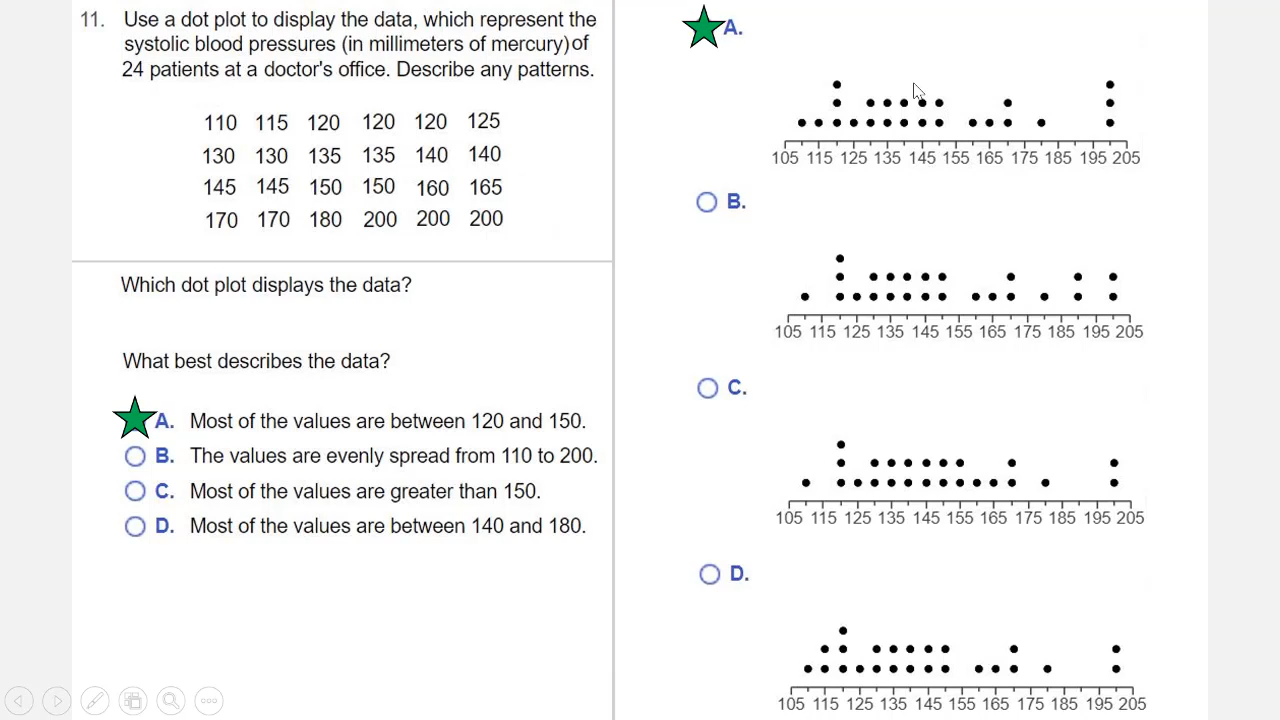 11. Use a dot plot to display the data, which represent the
systolic blood pressures (in millimeters of mercury) of
24 patients at a doctor's office. Describe any patterns.
110 115 120 120 120 125
130 130 135 135 140 140
145 145 150 150 160 165
170 170 180 200 200 200
Which dot plot displays the data?
What best describes the data?
A. Most of the values are between 120 and 150.
B. The values are evenly spread from 110 to 200.
C. Most of the values are greater than 150.
D. Most of the values are between 140 and 180.
A.
105 115 125 135 145 155 165 175 185 195 205
B.
105 115 125 135 145 155 165 175 185 195 205
C.
105 115 125 135 145 155 165 175 185 195 205
D.
105 115 125 135 145 155 165 175 185 195 205